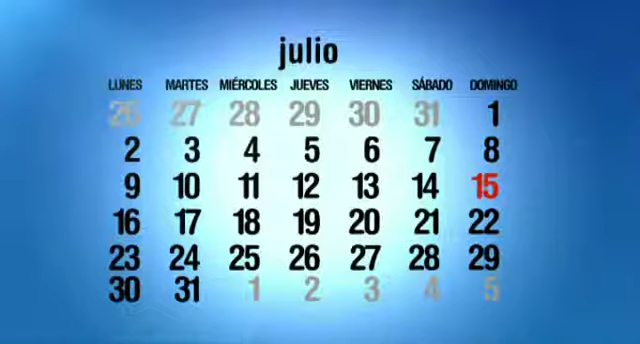 julio
LUNES MARTES MIÉRCOLES JUEVES VIERNES SÁBADO DOMINGO
26 27 28 29 30 31 1
2 3 4 5 6 7 8
9 10 11 12 13 14 15
16 17 18 19 20 21 22
23 24 25 26 27 28 29
30 31 1 2 3 4 5